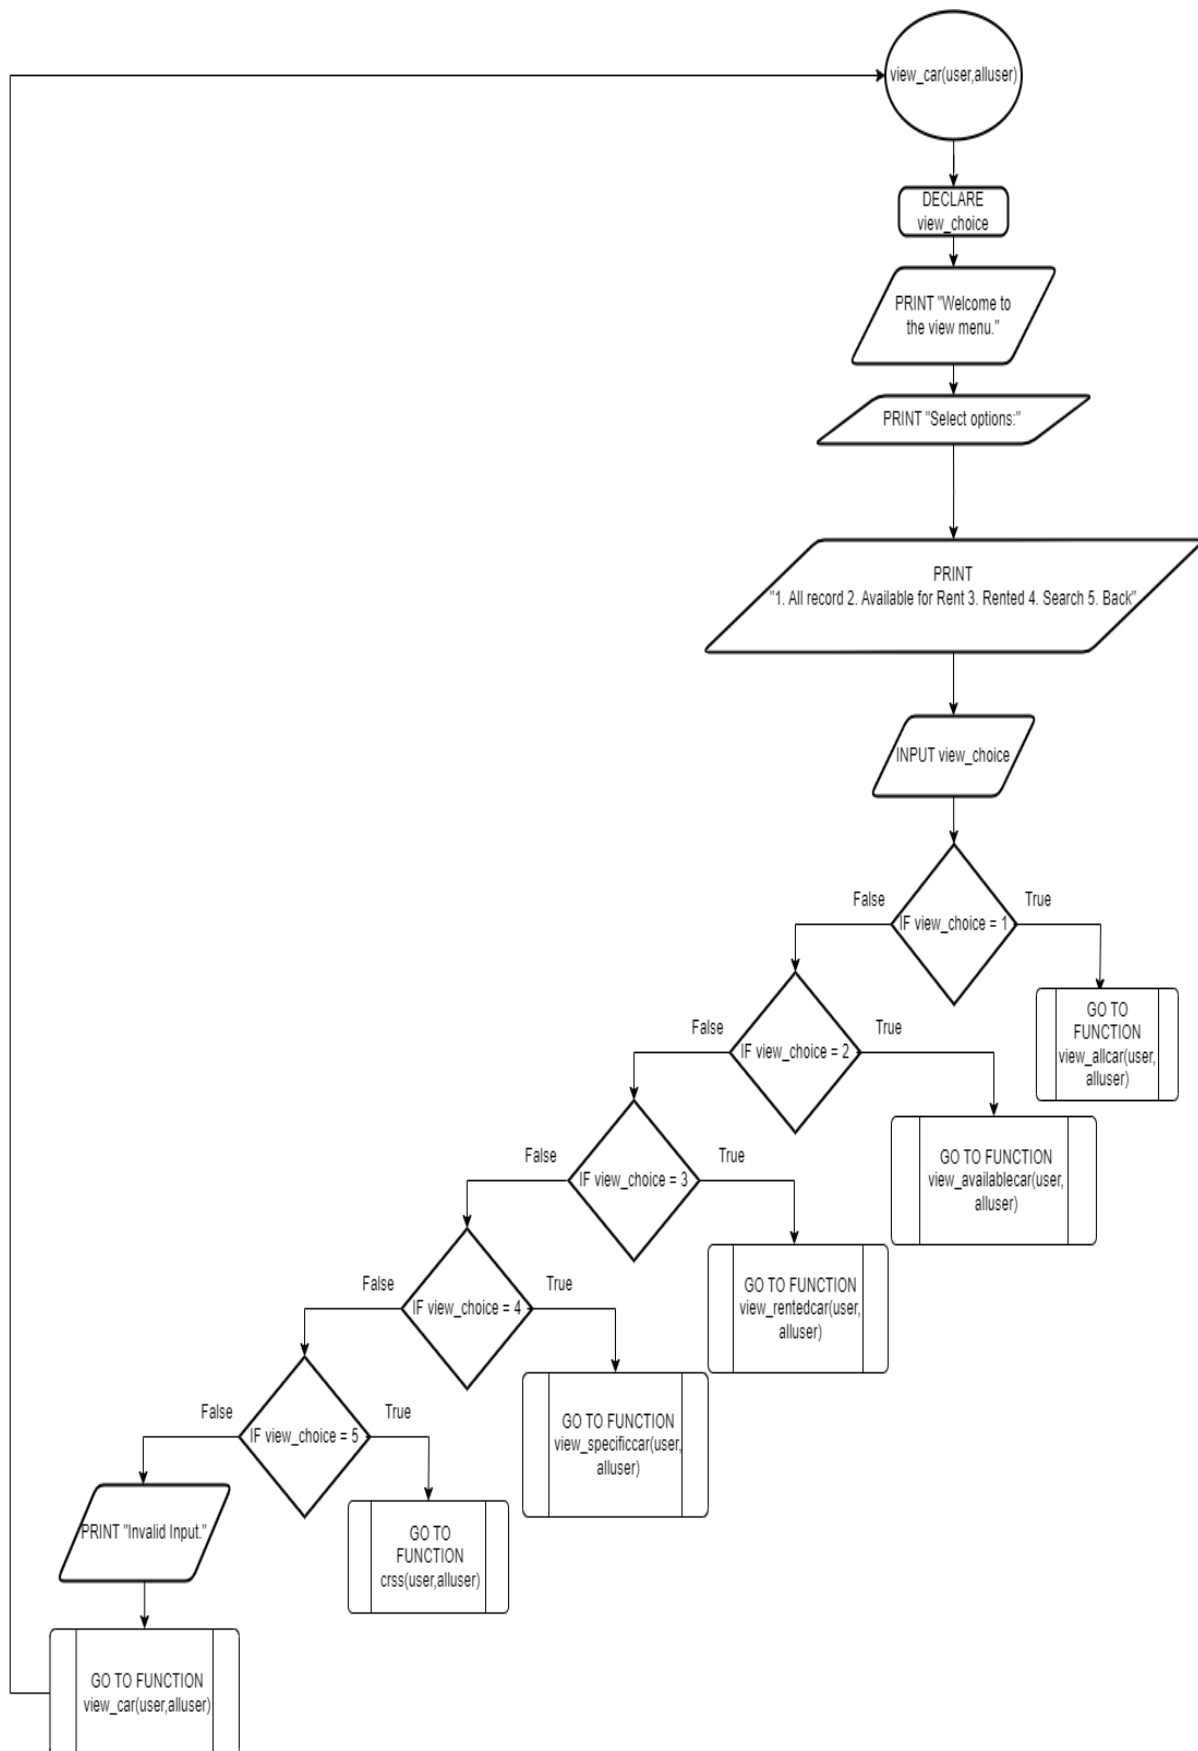 view_car(user,alluser)
DECLARE
view_choice
PRINT "Welcome to
the view menu."
PRINT "Select options:"
PRINT
"1. All record 2. Available for Rent 3. Rented 4. Search 5. Back"
INPUT view_choice
False
True
IF view_choice = 1
GO TO
FUNCTION
view_allcar(user,
alluser)
False
True
IF view_choice = 2
GO TO FUNCTION
view_availablecar(user,
alluser)
False
True
IF view_choice = 3
GO TO FUNCTION
view_rentedcar(user,
alluser)
False
True
IF view_choice = 4
GO TO FUNCTION
view_specificcar(user,
alluser)
False
True
IF view_choice = 5
GO TO
FUNCTION
crss(user,alluser)
PRINT "Invalid Input."
GO TO FUNCTION
view_car(user,alluser)